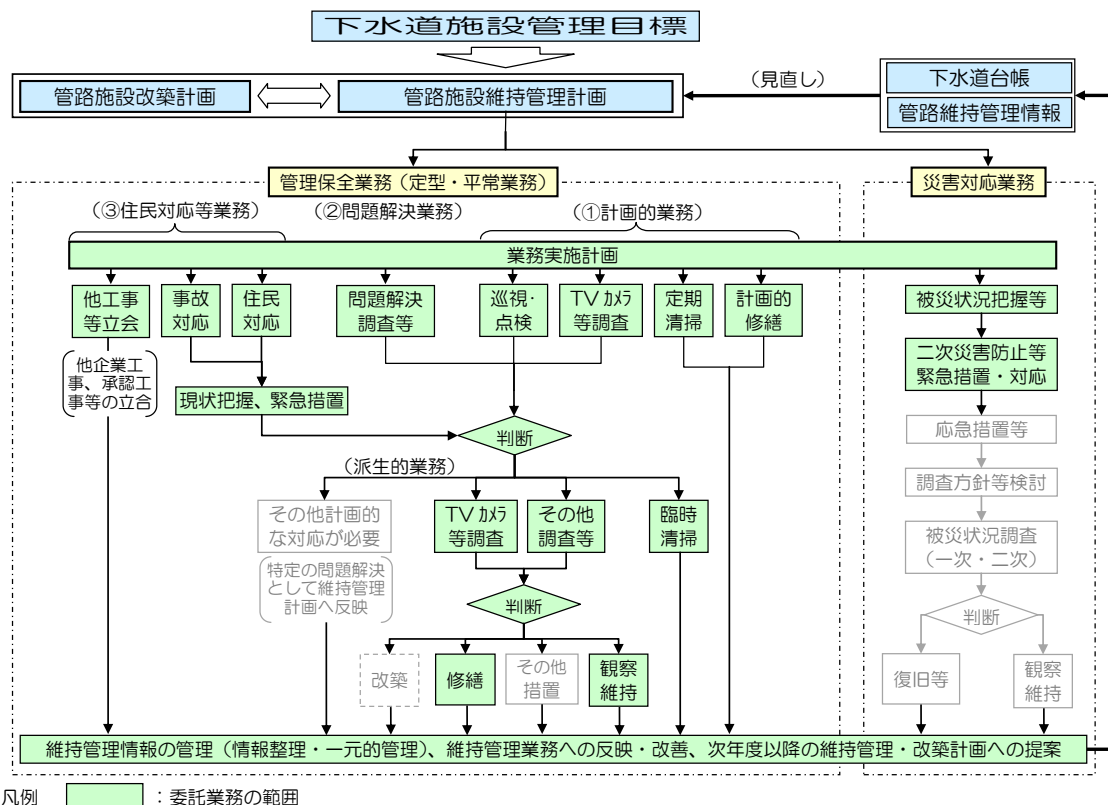 下水道施設管理目標
管路施設改築計画
管路施設維持管理計画
(見直し)
下水道台帳
管路維持管理情報
管理保全業務(定型・平常業務)
災害対応業務
(③住民対応等業務)
(②問題解決業務)
(①計画的業務)
業務実施計画
他工事
等立会
事故
対応
住民
対応
問題解決
調査等
巡視・
点検
TVカメラ
等調査
定期
清掃
計画的
修繕
被災状況把握等
他企業工
事、承認工
事等の立合
現状把握、緊急措置
二次災害防止等
緊急措置・対応
判断
応急措置等
(派生的業務)
調査方針等検討
その他計画的
な対応が必要
TVカメラ
等調査
その他
調査等
臨時
清掃
被災状況調査
(一次・二次)
特定の問題解決
として維持管理
計画へ反映
判断
判断
改築
修繕
その他
措置
観察
維持
復旧等
観察
維持
維持管理情報の管理(情報整理・一元的管理)、維持管理業務への反映・改善、次年度以降の維持管理・改築計画への提案
凡例
:委託業務の範囲